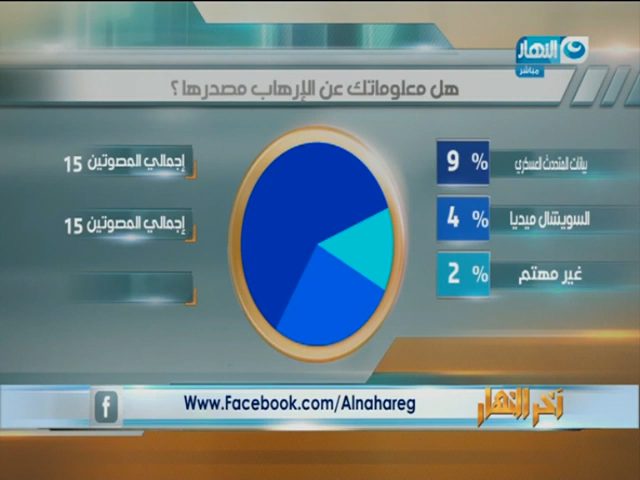 النهار
مباشر
هل معلوماتك عن الإرهاب مصدرها ؟
بيانات المتحدث العسكري 9 %
إجمالي المصوتين 15
السويشال ميديا 4 %
إجمالي المصوتين 15
غير مهتم 2 %
آخر النهار
Www.Facebook.com/Alnahareg
f